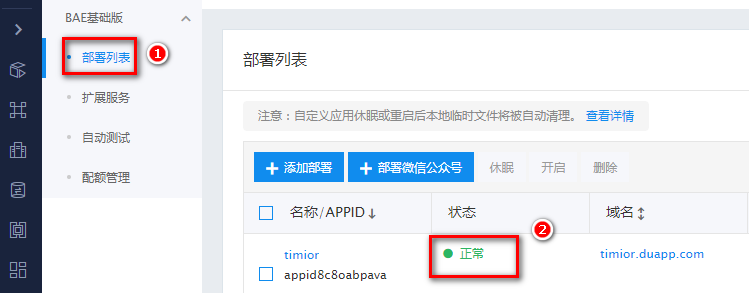 BAE基础版
部署列表
1
扩展服务
自动测试
配额管理
部署列表
注意：自定义应用休眠或重启后本地临时文件将被自动清理。 查看详情
+ 添加部署 + 部署微信公众号 休眠 开启 删除
名称/APPID↓ 状态 域名
2
timior 正常 timior.duapp.com
appid8c8oabpava